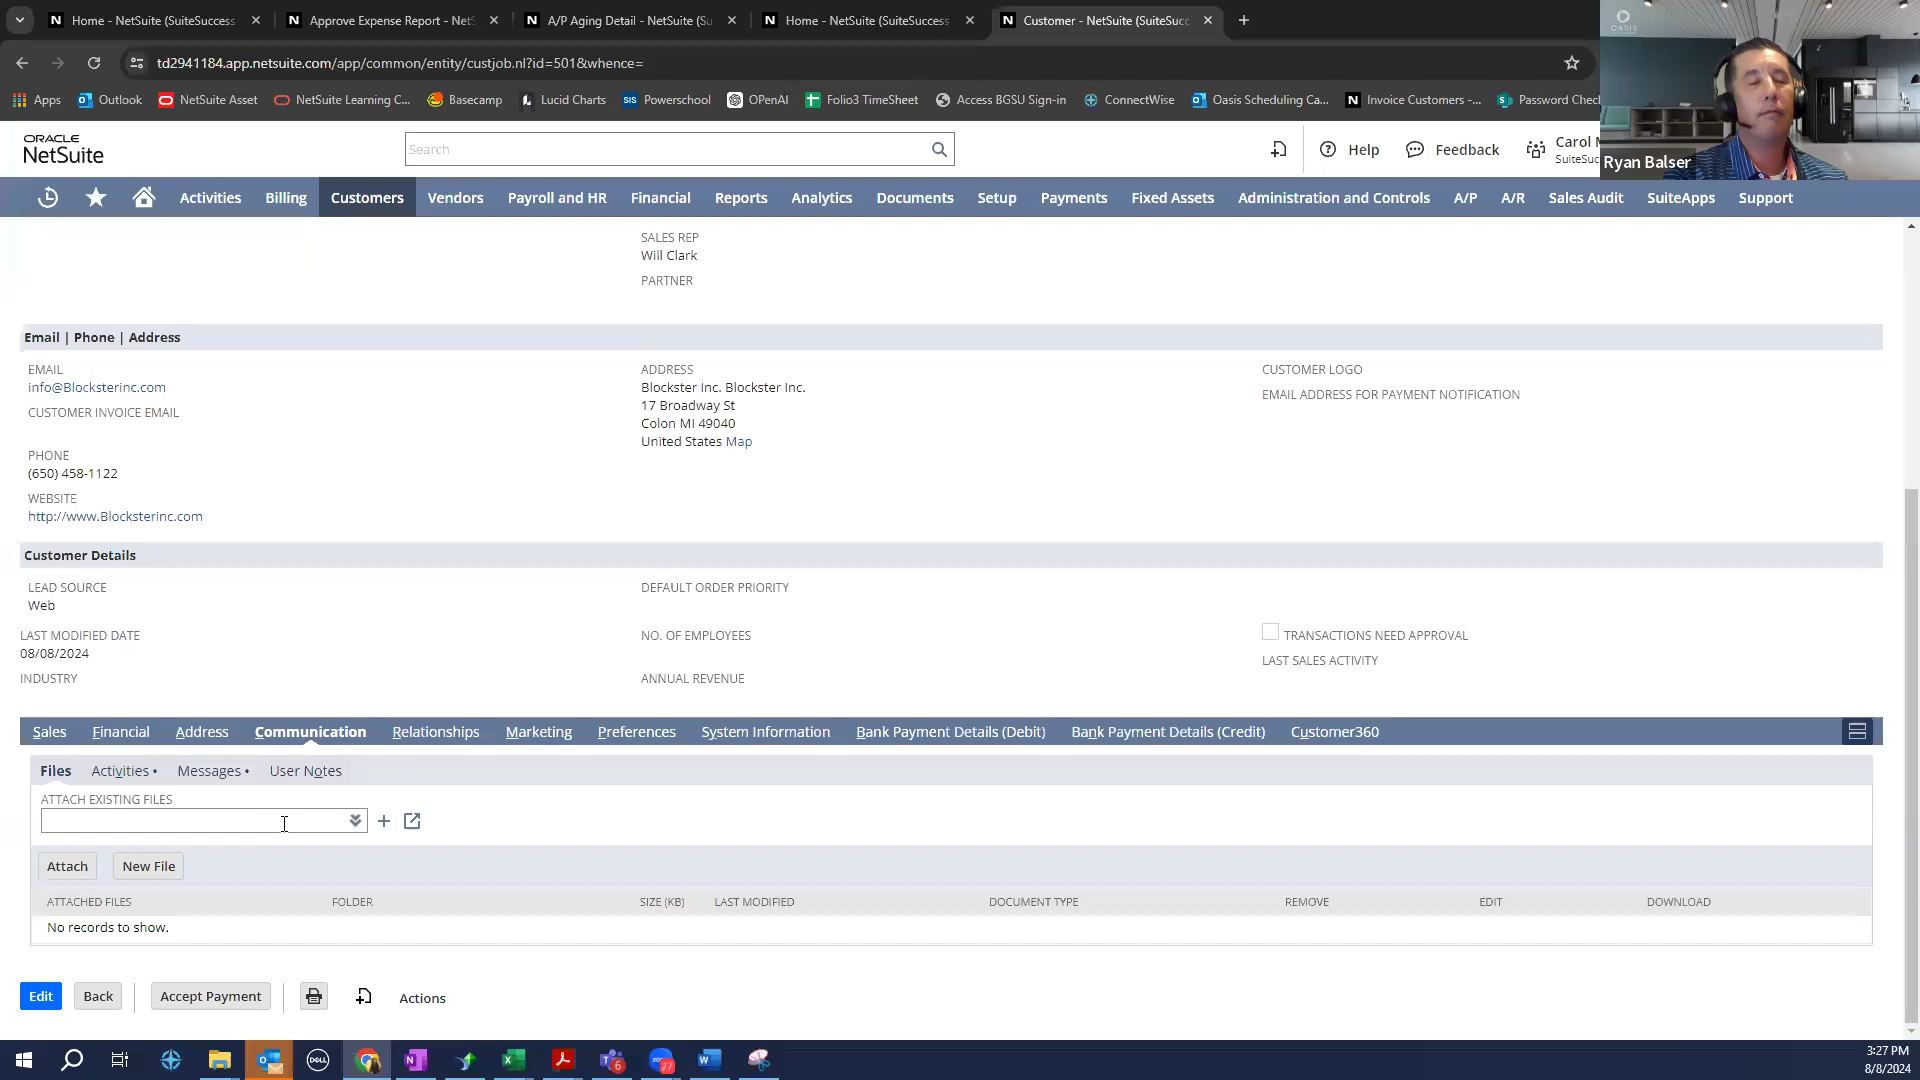 Home - NetSuite (SuiteSuccess
Approve Expense Report - NetS
A/P Aging Detail - NetSuite (Su
Home - NetSuite (SuiteSuccess
Customer - NetSuite (SuiteSucc
td2941184.app.netsuite.com/app/common/entity/custjob.nl?id=501&whence=
Apps
Outlook
NetSuite Asset
NetSuite Learning C...
Basecamp
Lucid Charts
SIS
Powerschool
OpenAI
Folio3 TimeSheet
Access BGSU Sign-in
ConnectWise
Oasis Scheduling Ca...
Invoice Customers -...
Password Chec
OASIS
Ryan Balser
ORACLE
NetSuite
Search
Help
Feedback
Carol M
SuiteSuc
Activities Billing Customers Vendors Payroll and HR Financial Reports Analytics Documents Setup Payments Fixed Assets Administration and Controls A/P A/R Sales Audit SuiteApps Support
SALES REP
Will Clark
PARTNER
Email | Phone | Address
EMAIL
info@Blocksterinc.com
CUSTOMER INVOICE EMAIL
PHONE
(650) 458-1122
WEBSITE
http://www.Blocksterinc.com
ADDRESS
Blockster Inc. Blockster Inc.
17 Broadway St
Colon MI 49040
United States Map
CUSTOMER LOGO
EMAIL ADDRESS FOR PAYMENT NOTIFICATION
Customer Details
LEAD SOURCE
Web
LAST MODIFIED DATE
08/08/2024
INDUSTRY
DEFAULT ORDER PRIORITY
NO. OF EMPLOYEES
ANNUAL REVENUE
TRANSACTIONS NEED APPROVAL
LAST SALES ACTIVITY
Sales Financial Address Communication Relationships Marketing Preferences System Information Bank Payment Details (Debit) Bank Payment Details (Credit) Customer360
Files Activities • Messages • User Notes
ATTACH EXISTING FILES
Attach New File
ATTACHED FILES FOLDER SIZE (KB) LAST MODIFIED DOCUMENT TYPE REMOVE EDIT DOWNLOAD
No records to show.
Edit Back Accept Payment Actions
DELL
6
27
3:27 PM
8/8/2024